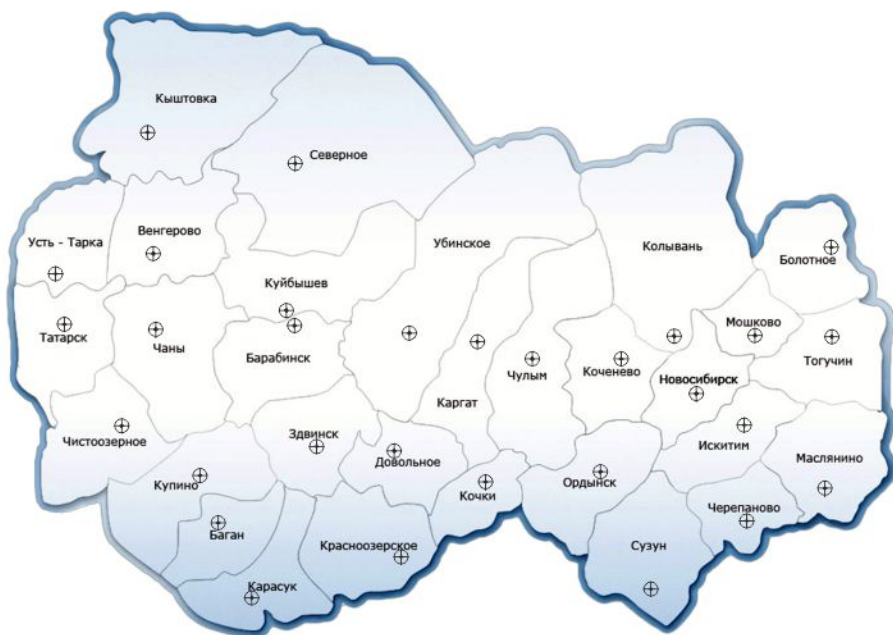 Кыштовка
Северное
Венгерово
Усть - Тарка
Убинское
Колывань
Болотное
Куйбышев
Татарск
Чаны
Барабинск
Мошково
Тогучин
Чулым
Коченево
Новосибирск
Каргат
Чистоозерное
Здвинск
Искитим
Довольное
Маслянино
Купино
Кочки
Ордынск
Черепаново
Баган
Красноозерское
Сузун
Карасук